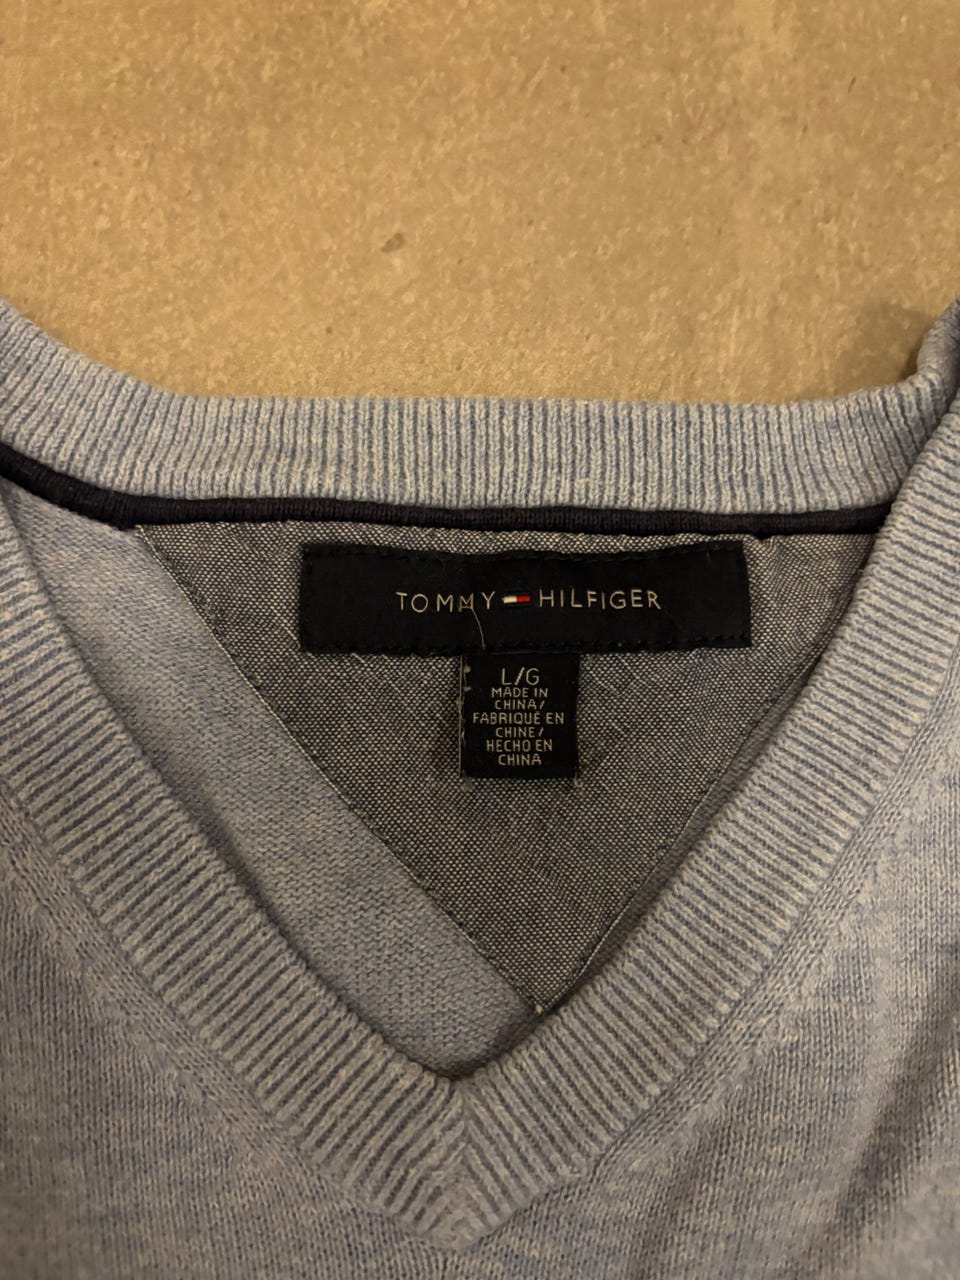 TOMMY HILFIGER
L/G
MADE IN
CHINA/
FABRIQUÉ EN
CHINE/
HECHO EN
CHINA